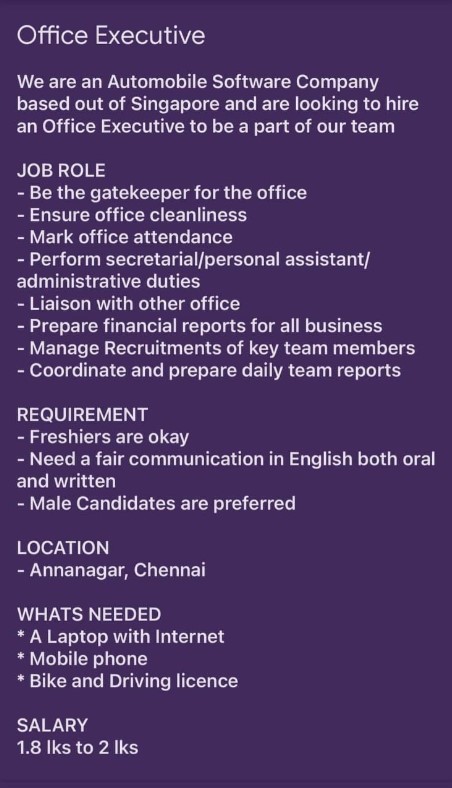 Office Executive
We are an Automobile Software Company
based out of Singapore and are looking to hire
an Office Executive to be a part of our team
JOB ROLE
- Be the gatekeeper for the office
- Ensure office cleanliness
- Mark office attendance
- Perform secretarial/personal assistant/
administrative duties
- Liaison with other office
- Prepare financial reports for all business
- Manage Recruitments of key team members
- Coordinate and prepare daily team reports
REQUIREMENT
- Freshiers are okay
- Need a fair communication in English both oral
and written
- Male Candidates are preferred
LOCATION
- Annanagar, Chennai
WHATS NEEDED
* A Laptop with Internet
* Mobile phone
* Bike and Driving licence
SALARY
1.8 lks to 2 lks